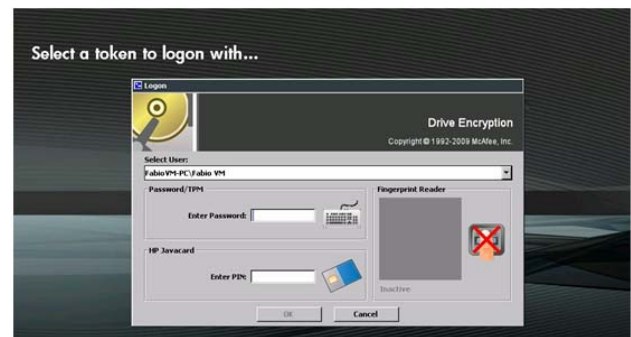 Select a token to logon with...
Logon
Drive Encryption
Copyright © 1992-2009 McAfee, Inc.
Select User:
FabioVM-PC\Fabio VM
Password/TPM
Enter Password:
Fingerprint Reader
HP Javacard
Enter PIN:
Inactive
OK
Cancel